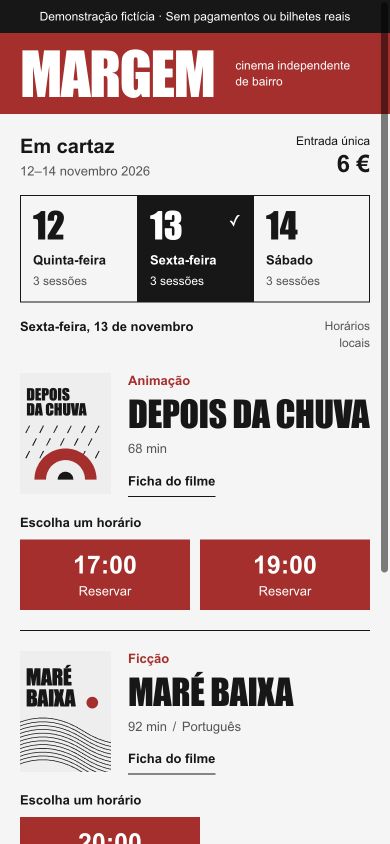 Demonstração fictícia · Sem pagamentos ou bilhetes reais
MARGEM
cinema independente
de bairro
Em cartaz
12–14 novembro 2026
Entrada única
6 €
12
Quinta-feira
3 sessões
13 ✓
Sexta-feira
3 sessões
14
Sábado
3 sessões
Sexta-feira, 13 de novembro
Horários
locais
DEPOIS
DA CHUVA
Animação
DEPOIS DA CHUVA
68 min
Ficha do filme
Escolha um horário
17:00
Reservar
19:00
Reservar
MARÉ
BAIXA
Ficção
MARÉ BAIXA
92 min / Português
Ficha do filme
Escolha um horário
20:00